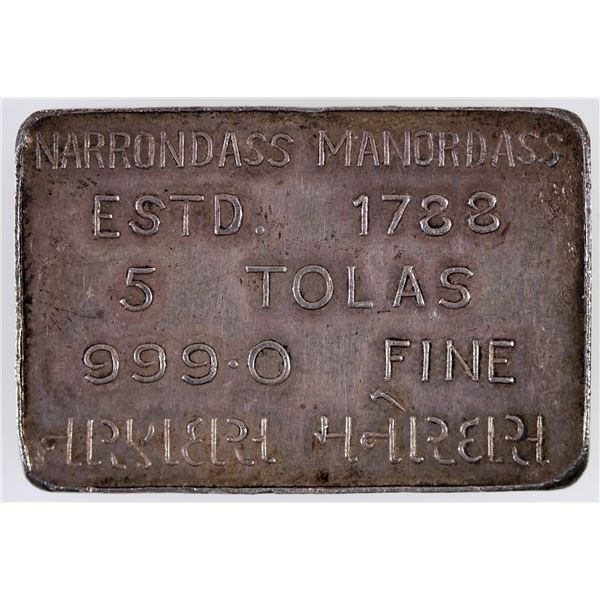 NARRONDASS MANORDASS
ESTD. 1788
5 TOLAS
999.0 FINE
નારણદાસ મનોરદાસ